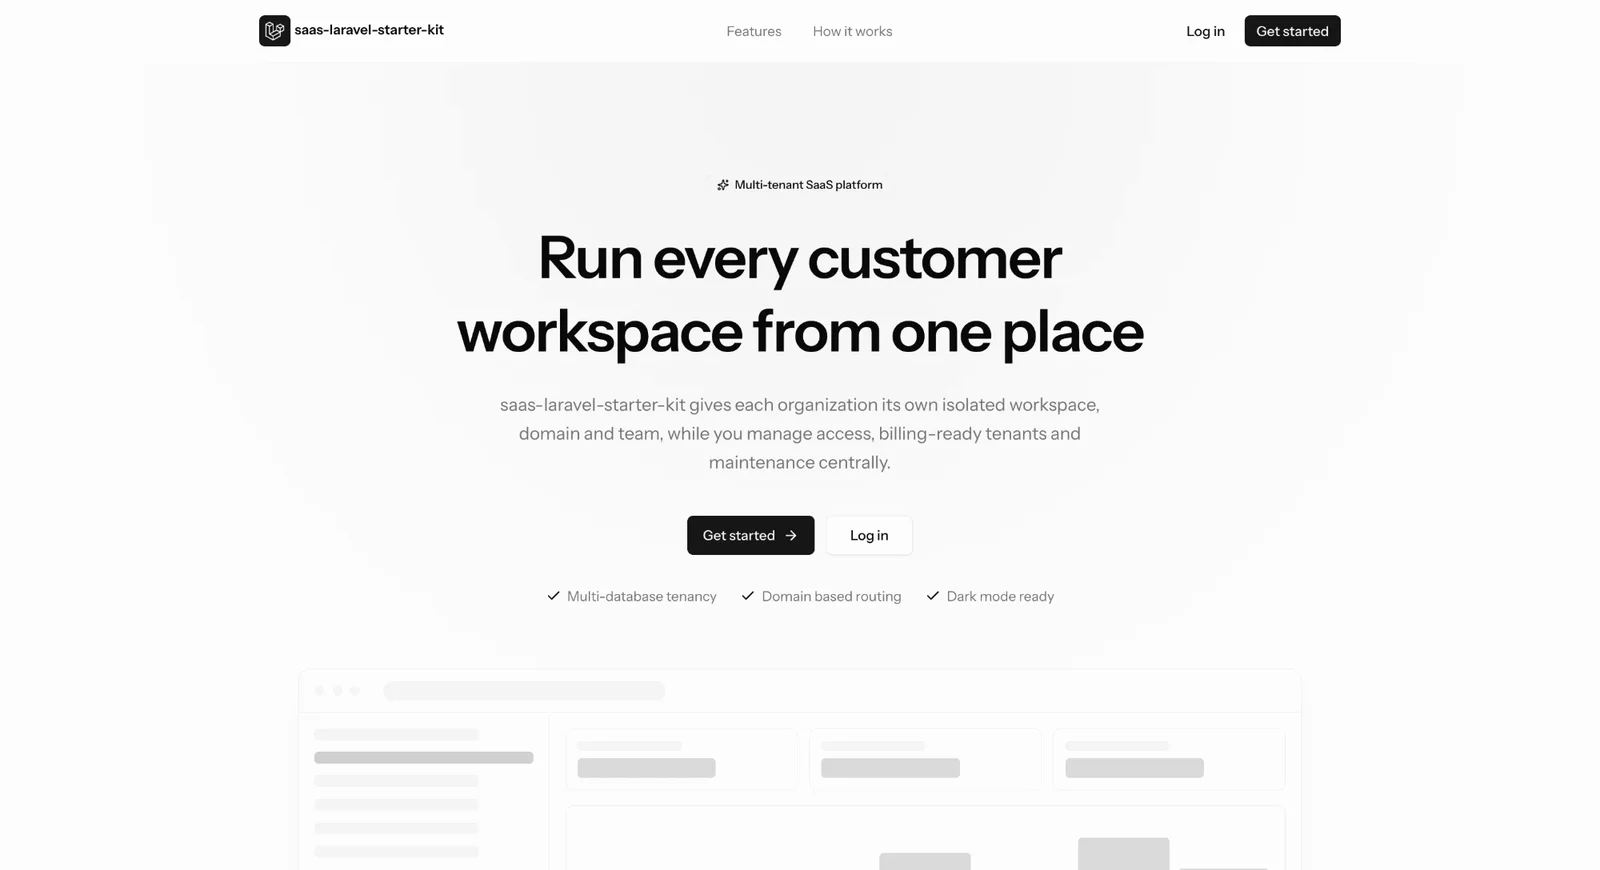 saas-laravel-starter-kit
Features
How it works
Log in
Get started
Multi-tenant SaaS platform
Run every customer
workspace from one place
saas-laravel-starter-kit gives each organization its own isolated workspace,
domain and team, while you manage access, billing-ready tenants and
maintenance centrally.
Get started
Log in
Multi-database tenancy
Domain based routing
Dark mode ready